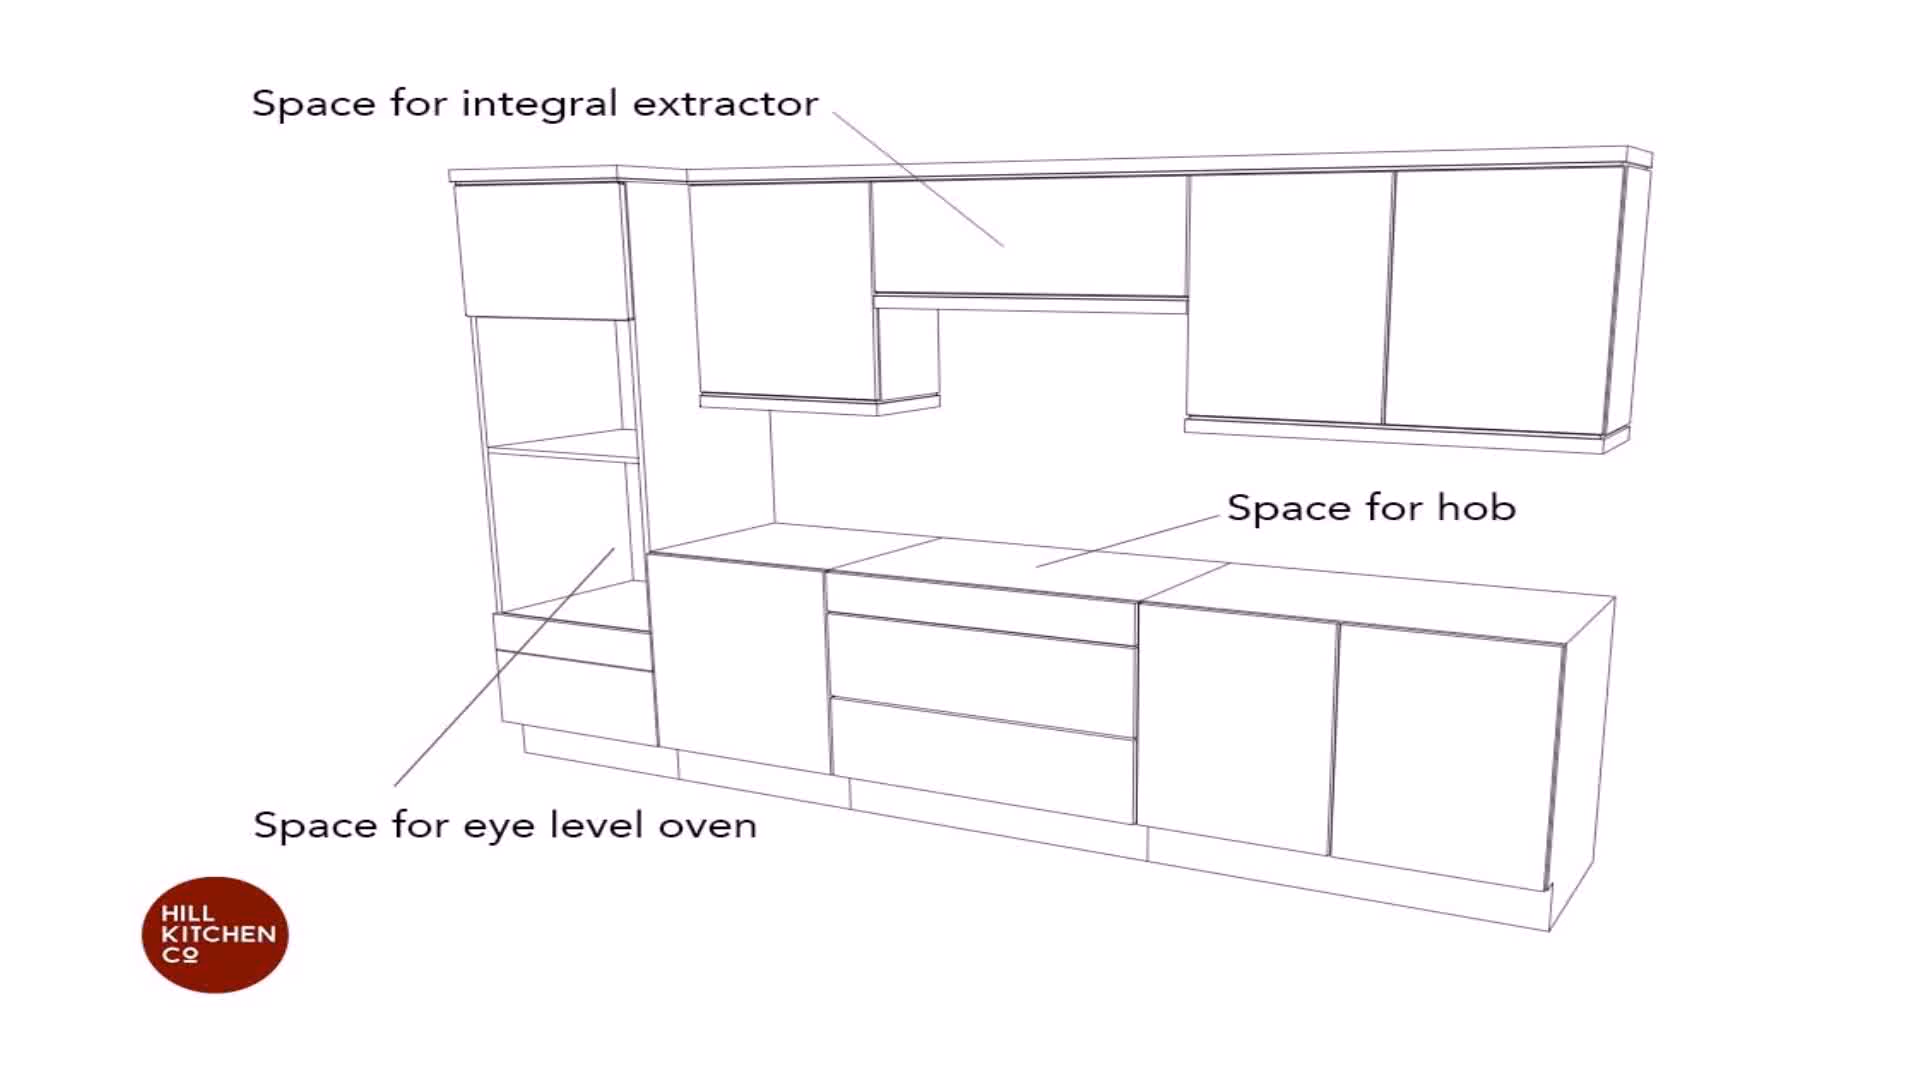 Space for integral extractor
Space for hob
Space for eye level oven
HILL
KITCHEN
CO